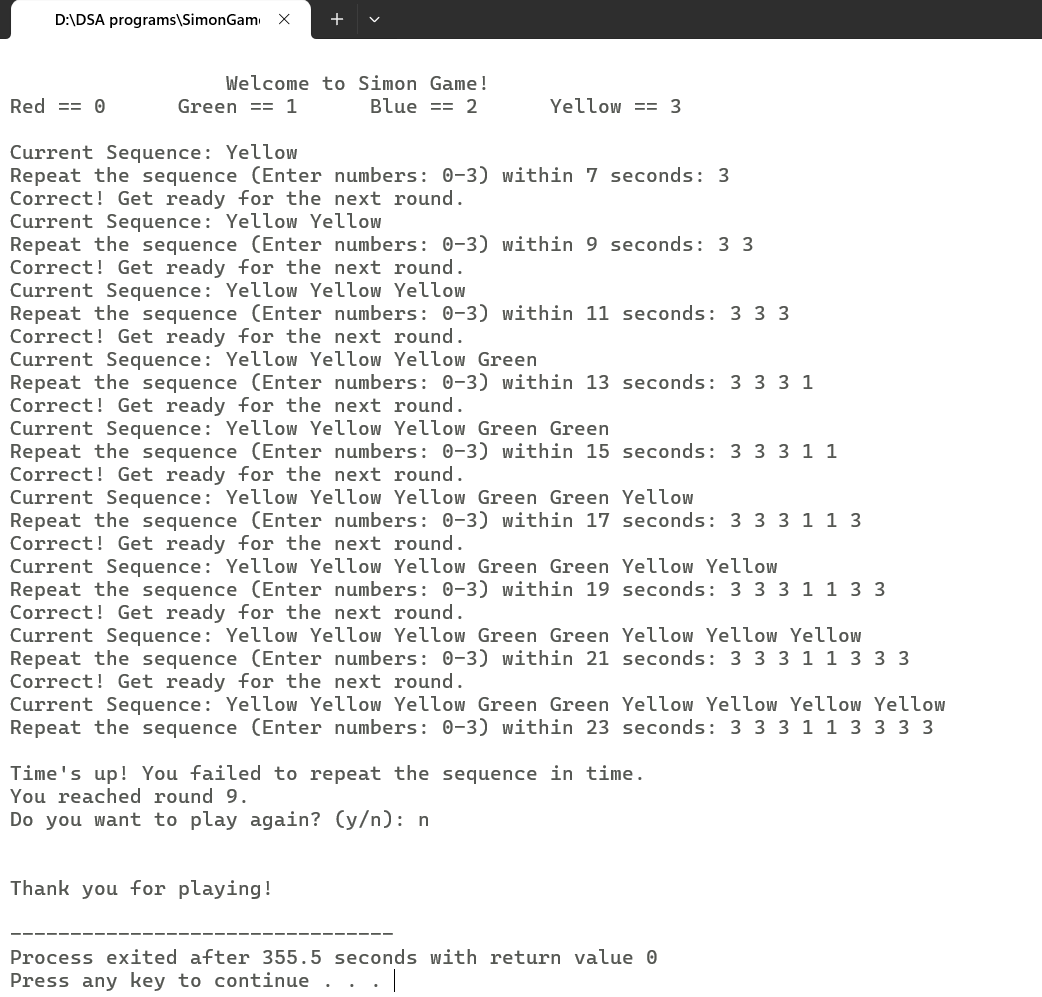 D:\DSA programs\SimonGam
Welcome to Simon Game!
Red == 0      Green == 1      Blue == 2      Yellow == 3
Current Sequence: Yellow
Repeat the sequence (Enter numbers: 0-3) within 7 seconds: 3
Correct! Get ready for the next round.
Current Sequence: Yellow Yellow
Repeat the sequence (Enter numbers: 0-3) within 9 seconds: 3 3
Correct! Get ready for the next round.
Current Sequence: Yellow Yellow Yellow
Repeat the sequence (Enter numbers: 0-3) within 11 seconds: 3 3 3
Correct! Get ready for the next round.
Current Sequence: Yellow Yellow Yellow Green
Repeat the sequence (Enter numbers: 0-3) within 13 seconds: 3 3 3 1
Correct! Get ready for the next round.
Current Sequence: Yellow Yellow Yellow Green Green
Repeat the sequence (Enter numbers: 0-3) within 15 seconds: 3 3 3 1 1
Correct! Get ready for the next round.
Current Sequence: Yellow Yellow Yellow Green Green Yellow
Repeat the sequence (Enter numbers: 0-3) within 17 seconds: 3 3 3 1 1 3
Correct! Get ready for the next round.
Current Sequence: Yellow Yellow Yellow Green Green Yellow Yellow
Repeat the sequence (Enter numbers: 0-3) within 19 seconds: 3 3 3 1 1 3 3
Correct! Get ready for the next round.
Current Sequence: Yellow Yellow Yellow Green Green Yellow Yellow Yellow
Repeat the sequence (Enter numbers: 0-3) within 21 seconds: 3 3 3 1 1 3 3 3
Correct! Get ready for the next round.
Current Sequence: Yellow Yellow Yellow Green Green Yellow Yellow Yellow Yellow
Repeat the sequence (Enter numbers: 0-3) within 23 seconds: 3 3 3 1 1 3 3 3 3
Time's up! You failed to repeat the sequence in time.
You reached round 9.
Do you want to play again? (y/n): n
Thank you for playing!
--------------------------------
Process exited after 355.5 seconds with return value 0
Press any key to continue . . .